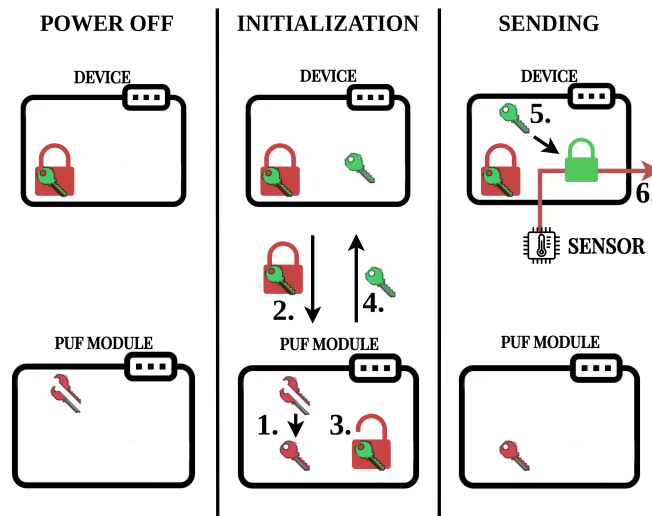 POWER OFF
INITIALIZATION
SENDING
DEVICE
DEVICE
DEVICE
5.
6.
SENSOR
2.
4.
PUF MODULE
PUF MODULE
PUF MODULE
1.
3.